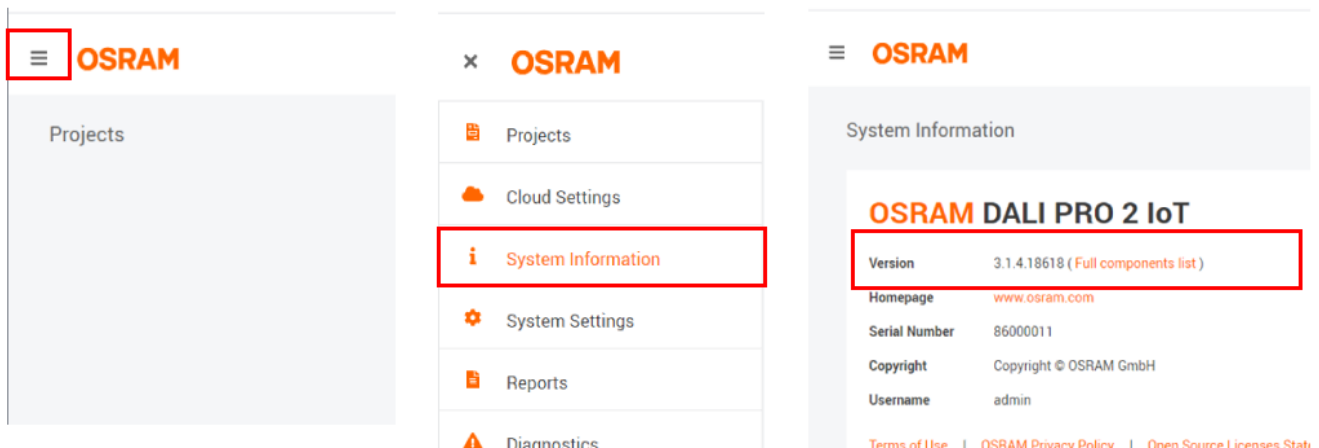 OSRAM
Projects
OSRAM
Projects
Cloud Settings
System Information
System Settings
Reports
Diagnostics
OSRAM
System Information
OSRAM DALI PRO 2 IoT
Version 3.1.4.18618 ( Full components list )
Homepage www.osram.com
Serial Number 86000011
Copyright Copyright © OSRAM GmbH
Username admin
Terms of Use | OSRAM Privacy Policy | Open Source Licenses State